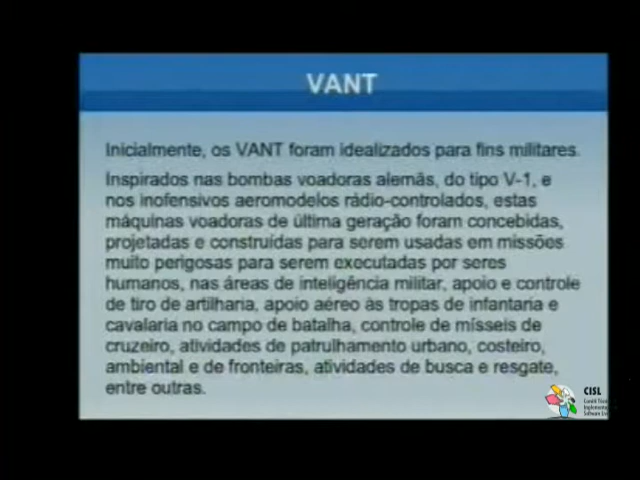 VANT
Inicialmente, os VANT foram idealizados para fins militares.
Inspirados nas bombas voadoras alemãs, do tipo V-1, e
nos inofensivos aeromodelos rádio-controlados, estas
máquinas voadoras de última geração foram concebidas,
projetadas e construídas para serem usadas em missões
muito perigosas para serem executadas por seres
humanos, nas áreas de inteligência militar, apoio e controle
de tiro de artilharia, apoio aéreo às tropas de infantaria e
cavalaria no campo de batalha, controle de mísseis de
cruzeiro, atividades de patrulhamento urbano, costeiro,
ambiental e de fronteiras, atividades de busca e resgate,
entre outras.
CISL